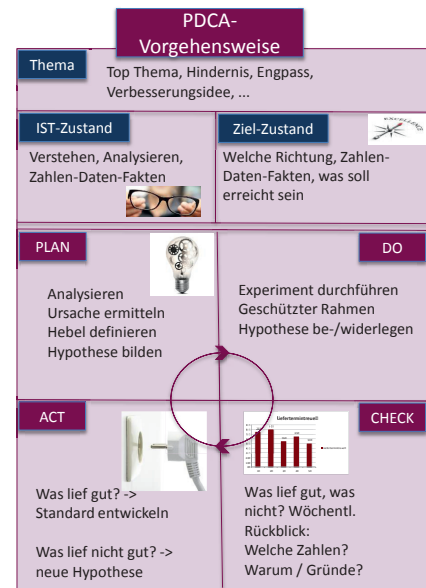 PDCA-
Vorgehensweise
Thema
Top Thema, Hindernis, Engpass,
Verbesserungsidee, ...
IST-Zustand
Verstehen, Analysieren,
Zahlen-Daten-Fakten
Ziel-Zustand
Welche Richtung, Zahlen-
Daten-Fakten, was soll
erreicht sein
PLAN
Analysieren
Ursache ermitteln
Hebel definieren
Hypothese bilden
DO
Experiment durchführen
Geschützter Rahmen
Hypothese be-/widerlegen
ACT
Was lief gut? ->
Standard entwickeln
Was lief nicht gut? ->
neue Hypothese
CHECK
Was lief gut, was
nicht? Wöchentl.
Rückblick:
Welche Zahlen?
Warum / Gründe?